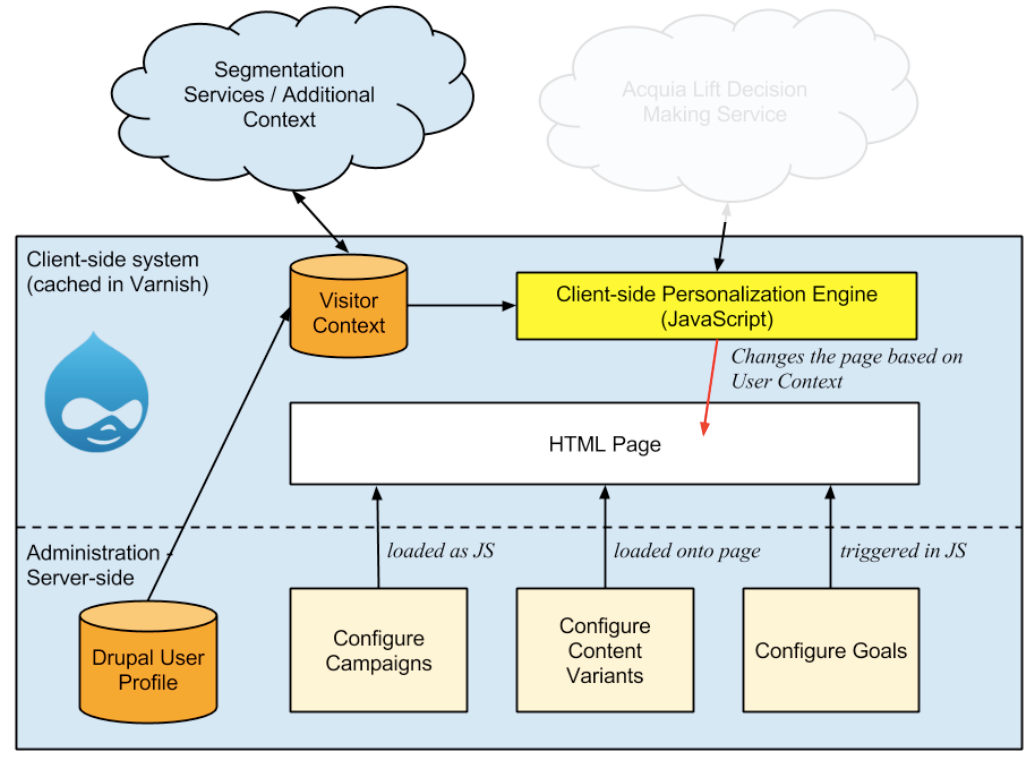 Segmentation
Services / Additional
Context
Acquia Lift Decision
Making Service
Client-side system
(cached in Varnish)
Visitor
Context
Client-side Personalization Engine
(JavaScript)
Changes the page based on
User Context
HTML Page
Administration -
Server-side
loaded as JS
loaded onto page
triggered in JS
Drupal User
Profile
Configure
Campaigns
Configure
Content
Variants
Configure Goals